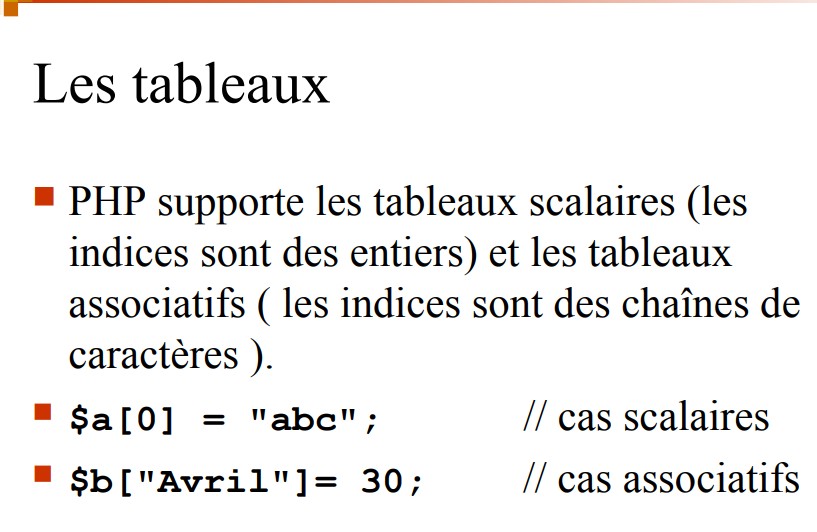 Les tableaux
PHP supporte les tableaux scalaires (les
indices sont des entiers) et les tableaux
associatifs ( les indices sont des chaînes de
caractères ).
$a[0] = "abc"; // cas scalaires
$b["Avril"]= 30; // cas associatifs